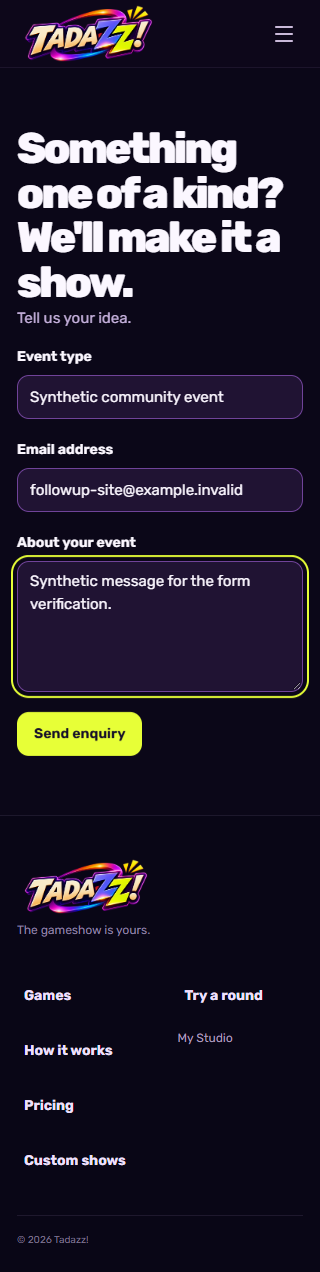 TADAZZ!
Something
one of a kind?
We'll make it a
show.
Tell us your idea.
Event type
Synthetic community event
Email address
followup-site@example.invalid
About your event
Synthetic message for the form
verification.
Send enquiry
TADAZZ!
The gameshow is yours.
Games
Try a round
How it works
My Studio
Pricing
Custom shows
© 2026 Tadazz!